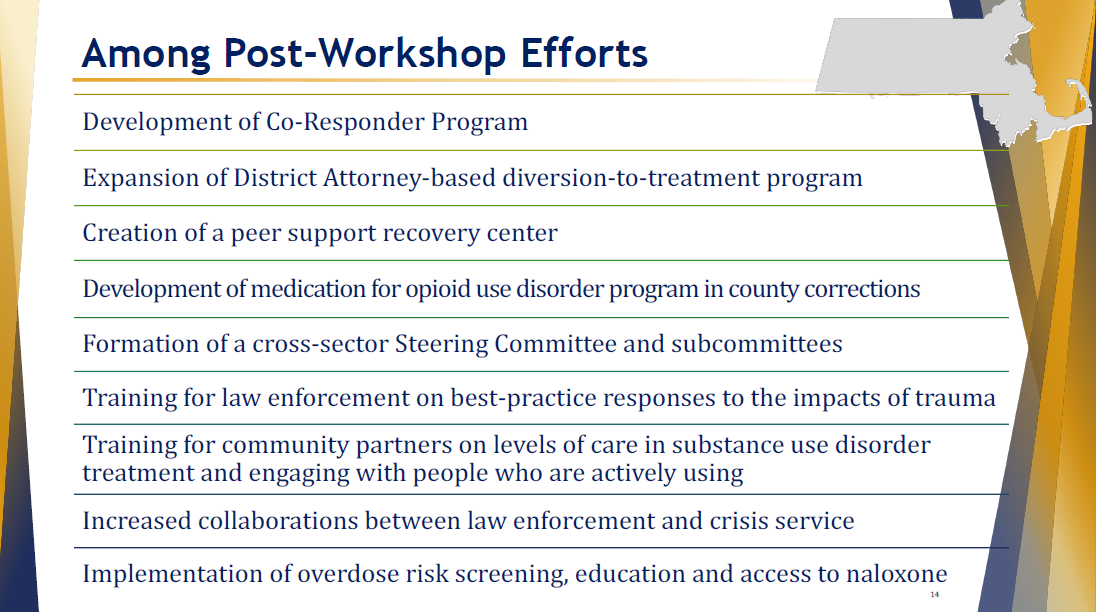 Among Post-Workshop Efforts
Development of Co-Responder Program
Expansion of District Attorney-based diversion-to-treatment program
Creation of a peer support recovery center
Development of medication for opioid use disorder program in county corrections
Formation of a cross-sector Steering Committee and subcommittees
Training for law enforcement on best-practice responses to the impacts of trauma
Training for community partners on levels of care in substance use disorder
treatment and engaging with people who are actively using
Increased collaborations between law enforcement and crisis service
Implementation of overdose risk screening, education and access to naloxone
14